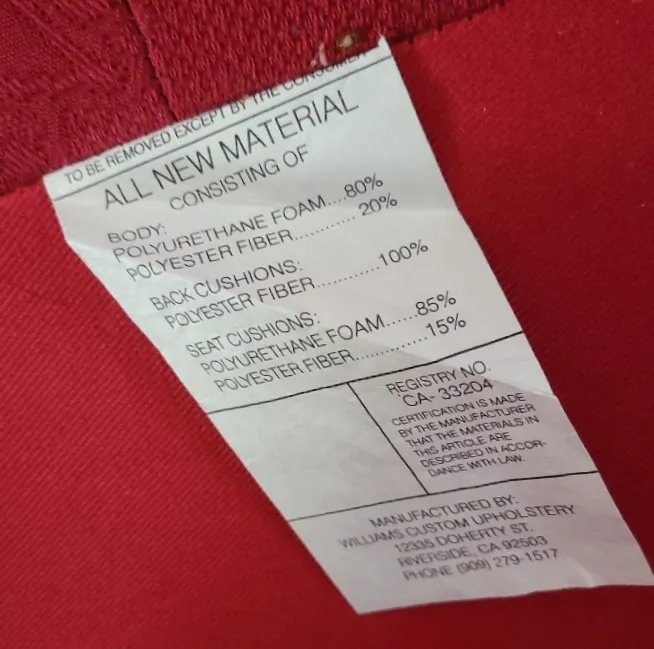 TO BE REMOVED EXCEPT BY THE CONSUMER
ALL NEW MATERIAL
CONSISTING OF
BODY:
POLYURETHANE FOAM....80%
POLYESTER FIBER............ 20%
BACK CUSHIONS:
POLYESTER FIBER............100%
SEAT CUSHIONS:
POLYURETHANE FOAM......85%
POLYESTER FIBER.............15%
REGISTRY NO.
CA- 33204
CERTIFICATION IS MADE
BY THE MANUFACTURER
THAT THE MATERIALS IN
THIS ARTICLE ARE
DESCRIBED IN ACCOR-
DANCE WITH LAW.
MANUFACTURED BY:
WILLIAMS CUSTOM UPHOLSTERY
12335 DOHERTY ST.
RIVERSIDE, CA 92503
PHONE (909) 279-1517